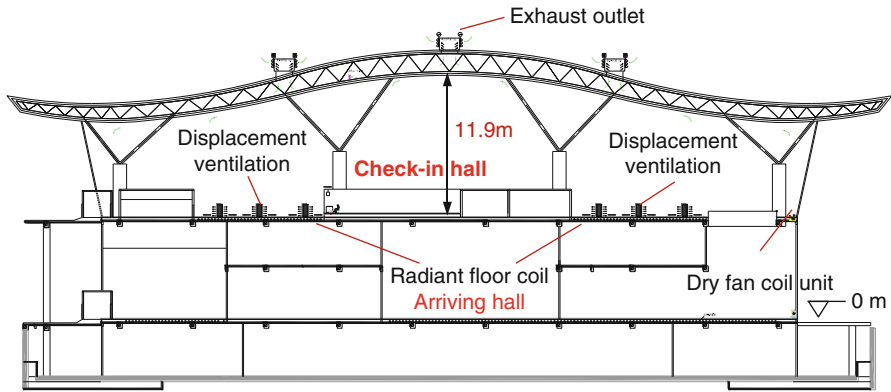 Exhaust outlet
11.9m
Displacement
ventilation
Displacement
ventilation
Check-in hall
Radiant floor coil
Arriving hall
Dry fan coil unit
0 m